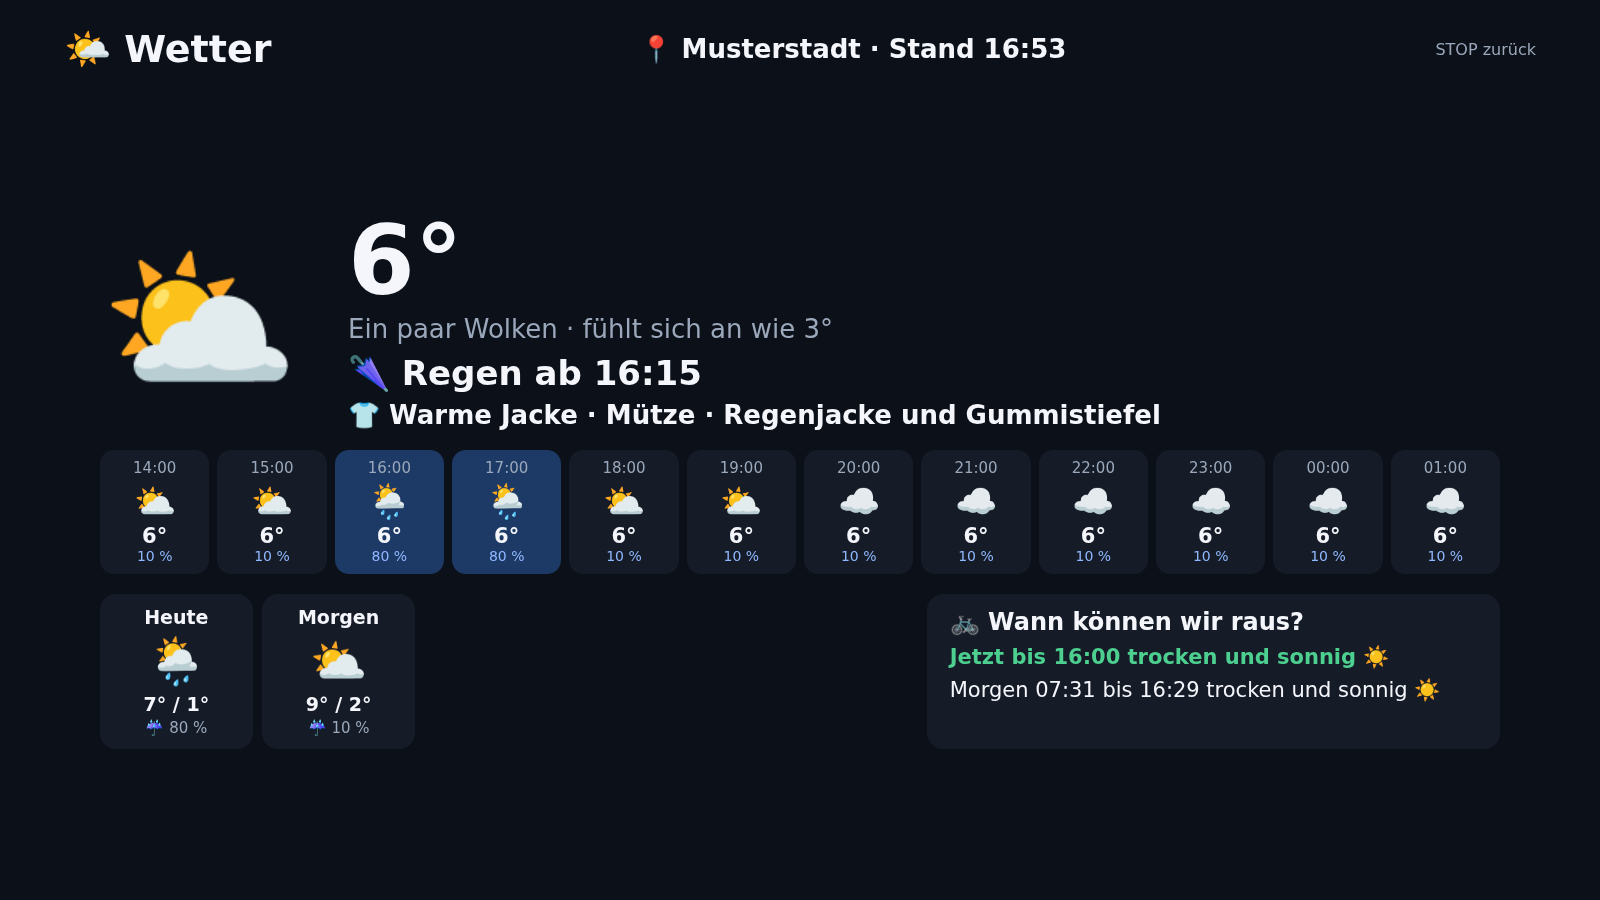 Wetter
Musterstadt · Stand 16:53
STOP zurück
6°
Ein paar Wolken · fühlt sich an wie 3°
Regen ab 16:15
Warme Jacke · Mütze · Regenjacke und Gummistiefel
14:00 15:00 16:00 17:00 18:00 19:00 20:00 21:00 22:00 23:00 00:00 01:00
6° 6° 6° 6° 6° 6° 6° 6° 6° 6° 6° 6°
10 % 10 % 80 % 80 % 10 % 10 % 10 % 10 % 10 % 10 % 10 % 10 %
Heute
7° / 1°
80 %
Morgen
9° / 2°
10 %
Wann können wir raus?
Jetzt bis 16:00 trocken und sonnig
Morgen 07:31 bis 16:29 trocken und sonnig